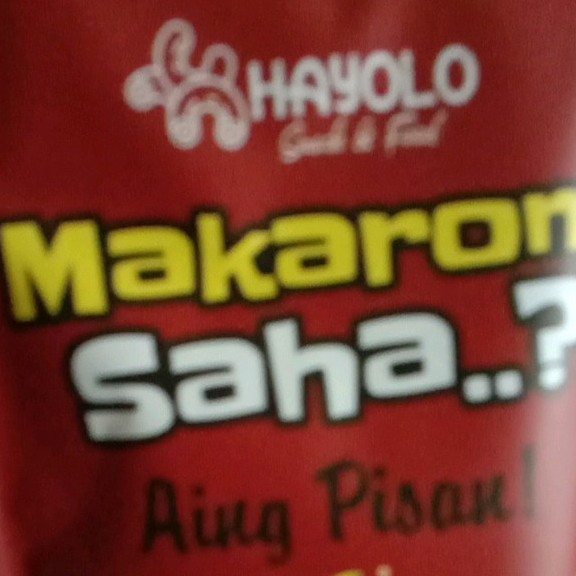 HAYOLO
Snack & Food
Makaron
Saha..?
Aing Pisan!